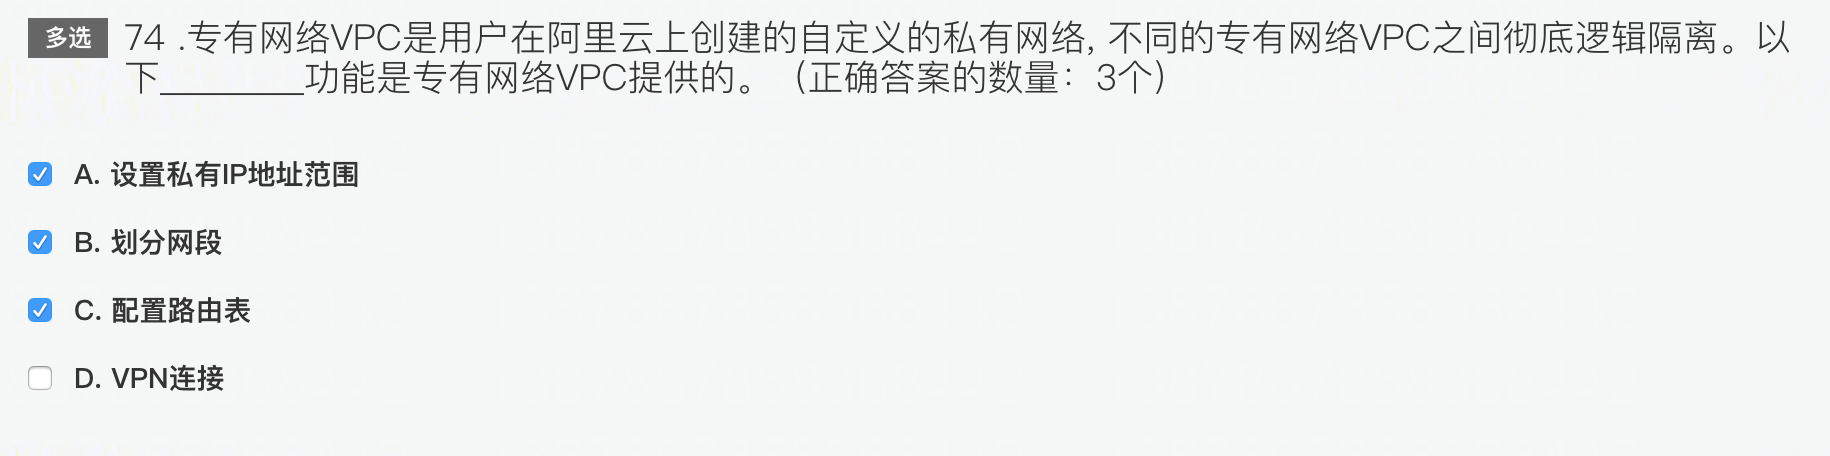 多选 74 .专有网络VPC是用户在阿里云上创建的自定义的私有网络, 不同的专有网络VPC之间彻底逻辑隔离。以
下________功能是专有网络VPC提供的。（正确答案的数量：3个）
A. 设置私有IP地址范围
B. 划分网段
C. 配置路由表
D. VPN连接